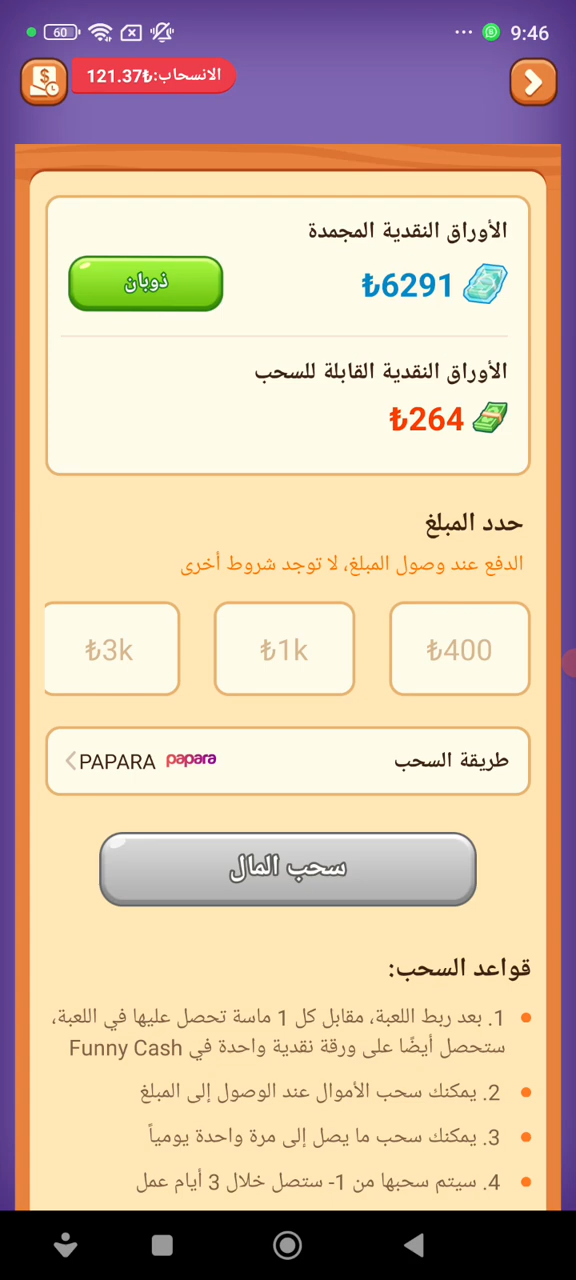 60
9:46
الانسحاب:₺121.37
الأوراق النقدية المجمدة
₺6291
ذوبان
الأوراق النقدية القابلة للسحب
₺264
حدد المبلغ
الدفع عند وصول المبلغ، لا توجد شروط أخرى
₺400
₺1k
₺3k
طريقة السحب
papara PAPARA
سحب المال
قواعد السحب:
1. بعد ربط اللعبة، مقابل كل 1 ماسة تحصل عليها في اللعبة،
ستحصل أيضًا على ورقة نقدية واحدة في Funny Cash
2. يمكنك سحب الأموال عند الوصول إلى المبلغ
3. يمكنك سحب ما يصل إلى مرة واحدة يومياً
4. سيتم سحبها من 1- ستصل خلال 3 أيام عمل